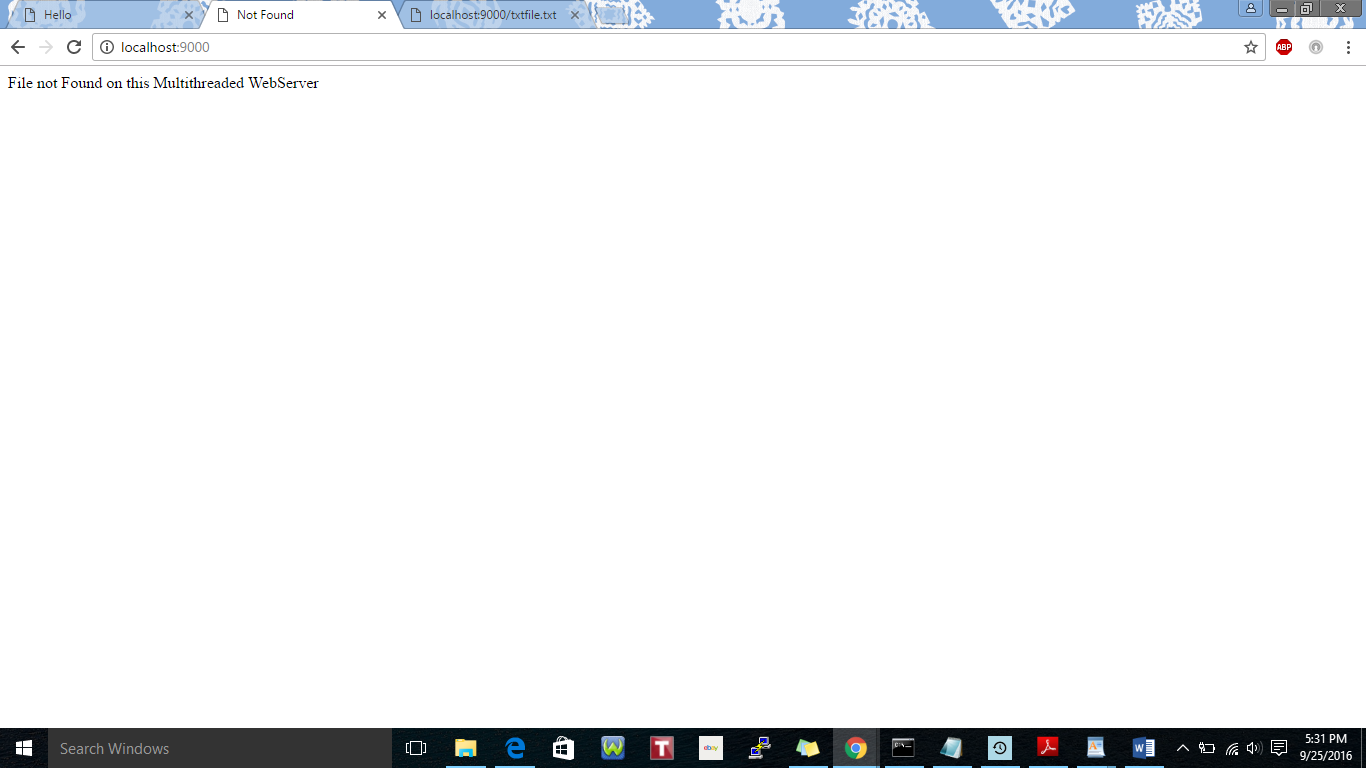 Hello
Not Found
localhost:9000/txtfile.txt
localhost:9000
ABP
File not Found on this Multithreaded WebServer
Search Windows
ebay
5:31 PM
9/25/2016